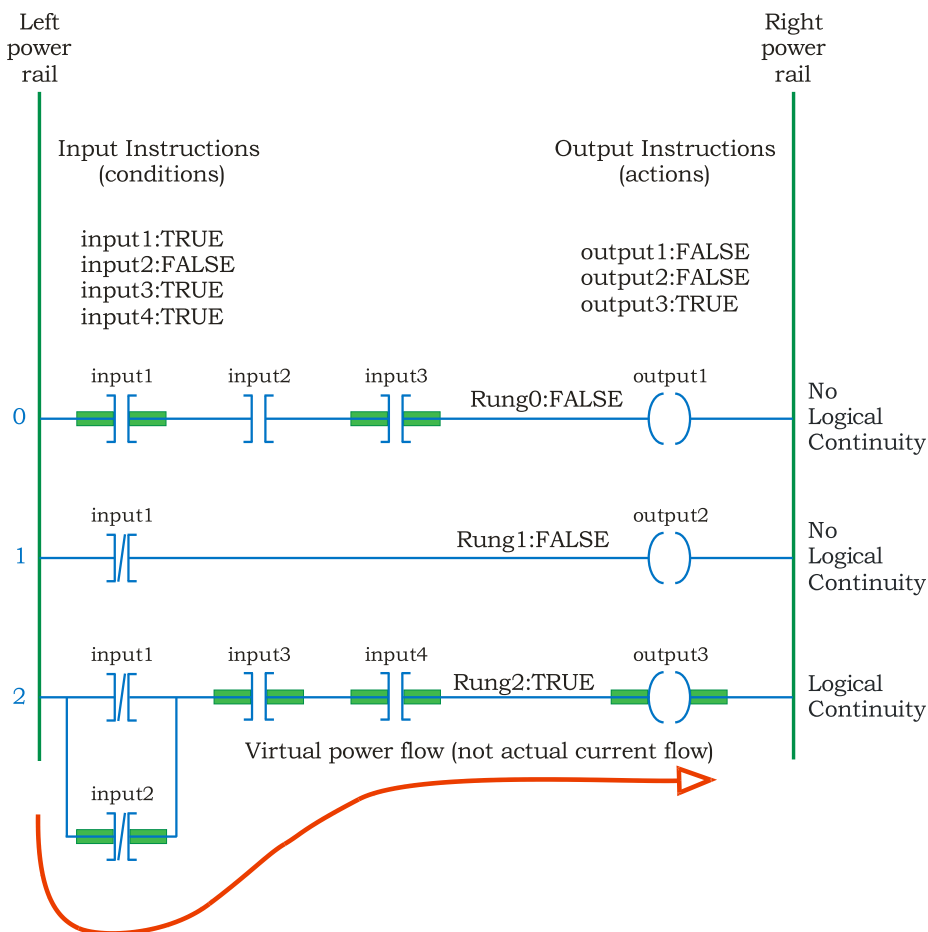 Left
power
rail
Right
power
rail
Input Instructions
(conditions)
Output Instructions
(actions)
input1:TRUE
input2:FALSE
input3:TRUE
input4:TRUE
output1:FALSE
output2:FALSE
output3:TRUE
input1
input2
input3
Rung0:FALSE
output1
0
No
Logical
Continuity
input1
Rung1:FALSE
output2
1
No
Logical
Continuity
input1
input3
input4
Rung2:TRUE
output3
2
Logical
Continuity
Virtual power flow (not actual current flow)
input2